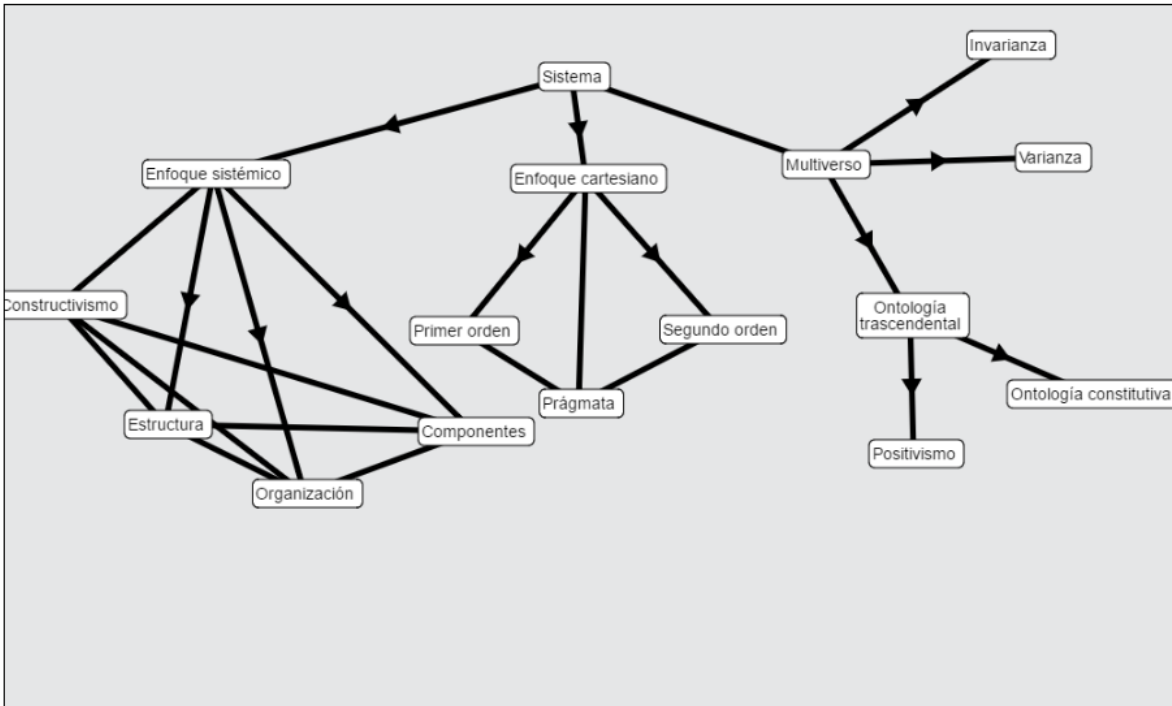 Invarianza
Sistema
Varianza
Multiverso
Enfoque sistémico
Enfoque cartesiano
Constructivismo
Ontología
trascendental
Primer orden
Segundo orden
Ontología constitutiva
Prágmata
Estructura
Componentes
Positivismo
Organización